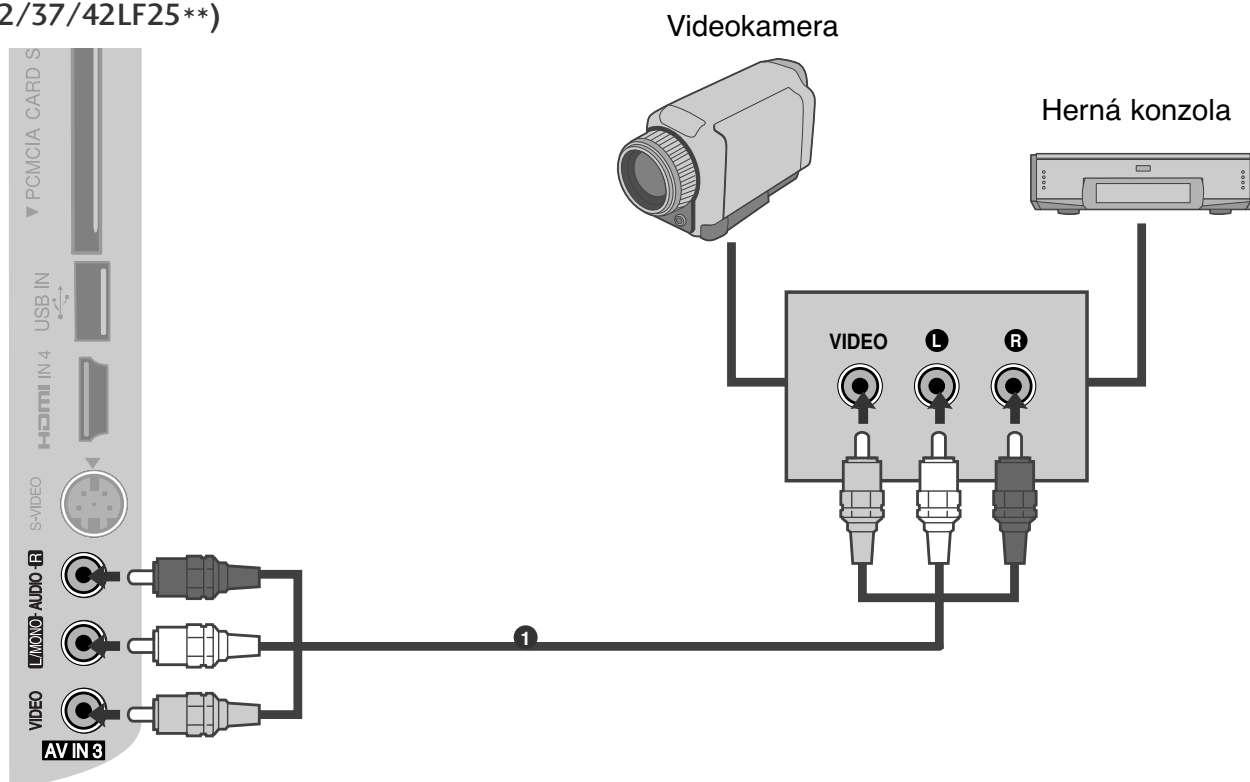 2/37/42LF25**)
Videokamera
Herná konzola
▼ PCMCIA CARD S
USB IN
HDMI IN 4
S-VIDEO
L/MONO - AUDIO - R
VIDEO
AV IN 3
VIDEO L R
1